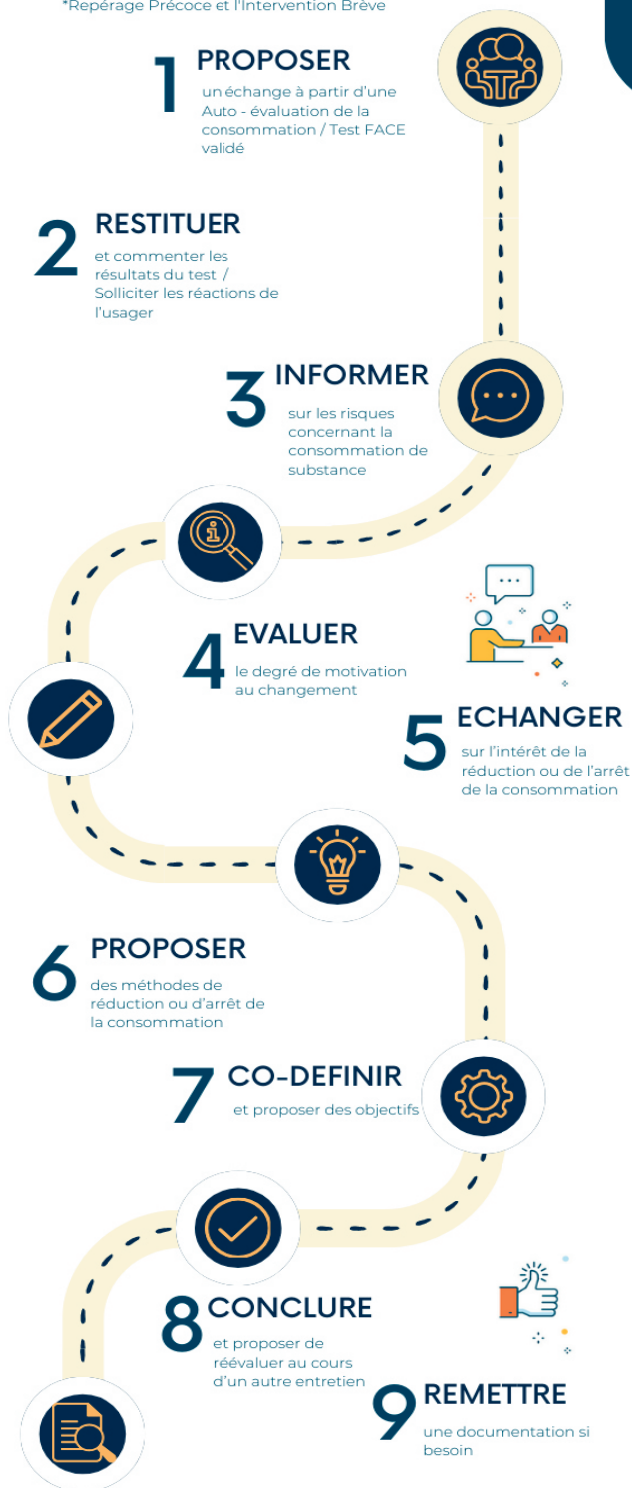 *Repérage Précoce et l'Intervention Brève
1 PROPOSER
un échange à partir d'une
Auto - évaluation de la
consommation / Test FACE
validé
2 RESTITUER
et commenter les
résultats du test /
Solliciter les réactions de
l'usager
3 INFORMER
sur les risques
concernant la
consommation de
substance
4 EVALUER
le degré de motivation
au changement
5 ECHANGER
sur l'intérêt de la
réduction ou de l'arrêt
de la consommation
6 PROPOSER
des méthodes de
réduction ou d'arrêt de
la consommation
7 CO-DEFINIR
et proposer des objectifs
8 CONCLURE
et proposer de
réévaluer au cours
d'un autre entretien
9 REMETTRE
une documentation si
besoin